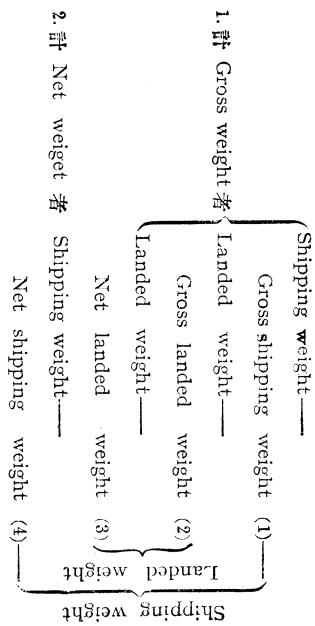 1. 計 Gross weight 者
Shipping weight
Gross shipping weight (1)
Landed weight
Gross landed weight (2)
Landed weight
Net landed weight (3)
2. 計 Net weiget 者 Shipping weight
Net shipping weight (4)
Landed weight
Shipping weight